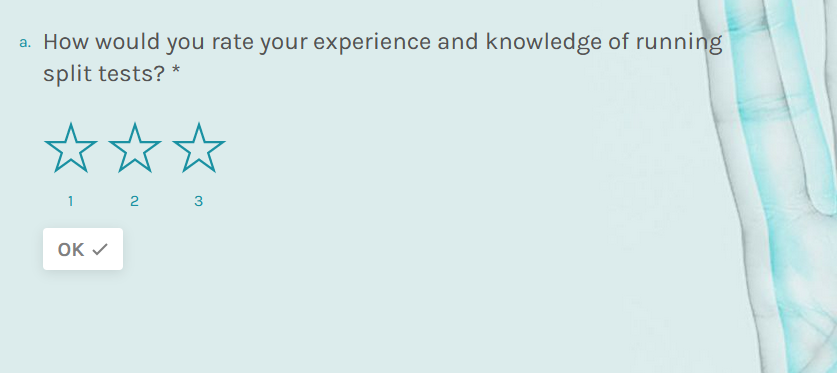 a. How would you rate your experience and knowledge of running
split tests? *
1 2 3
OK